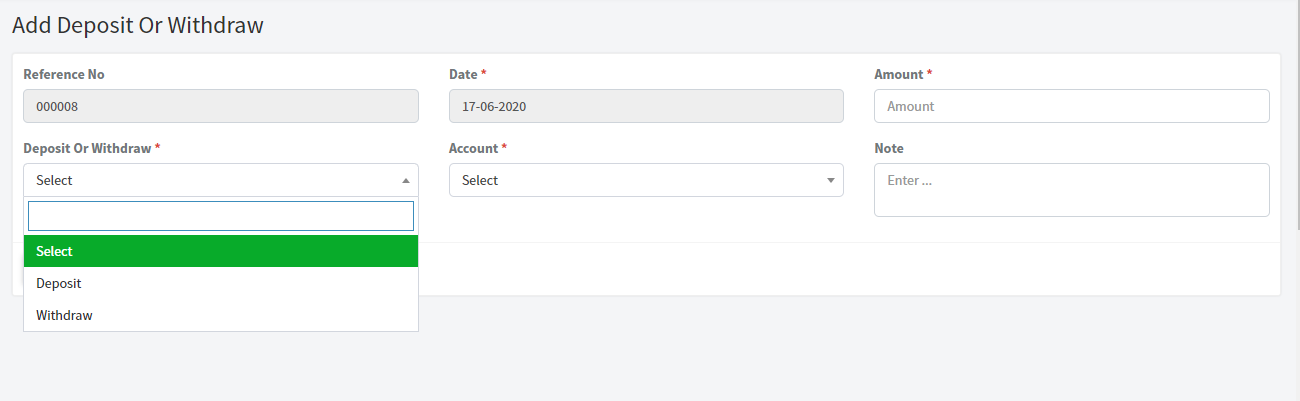 Add Deposit Or Withdraw
Reference No
Date *
Amount *
000008
17-06-2020
Amount
Deposit Or Withdraw *
Account *
Note
Select
Select
Enter ...
Select
Deposit
Withdraw